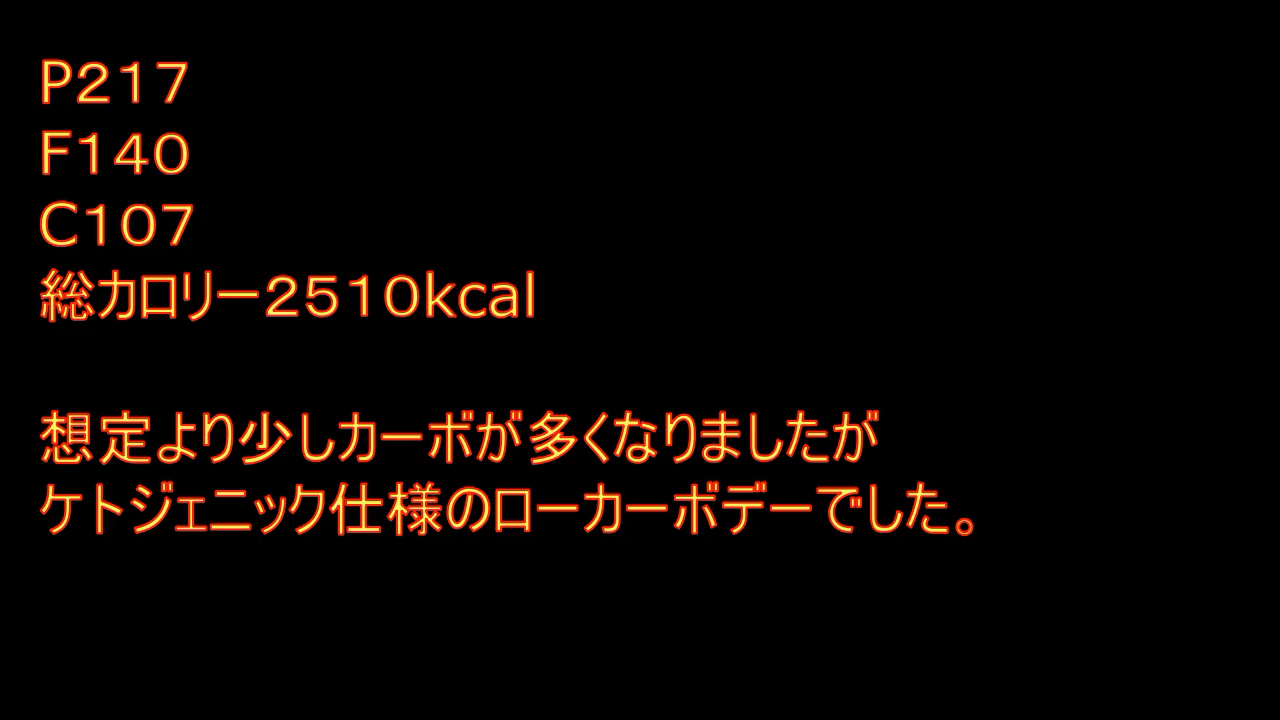 P217
F140
C107
総カロリー2510kcal
想定より少しカーボが多くなりましたが
ケトジェニック仕様のローカーボデーでした。